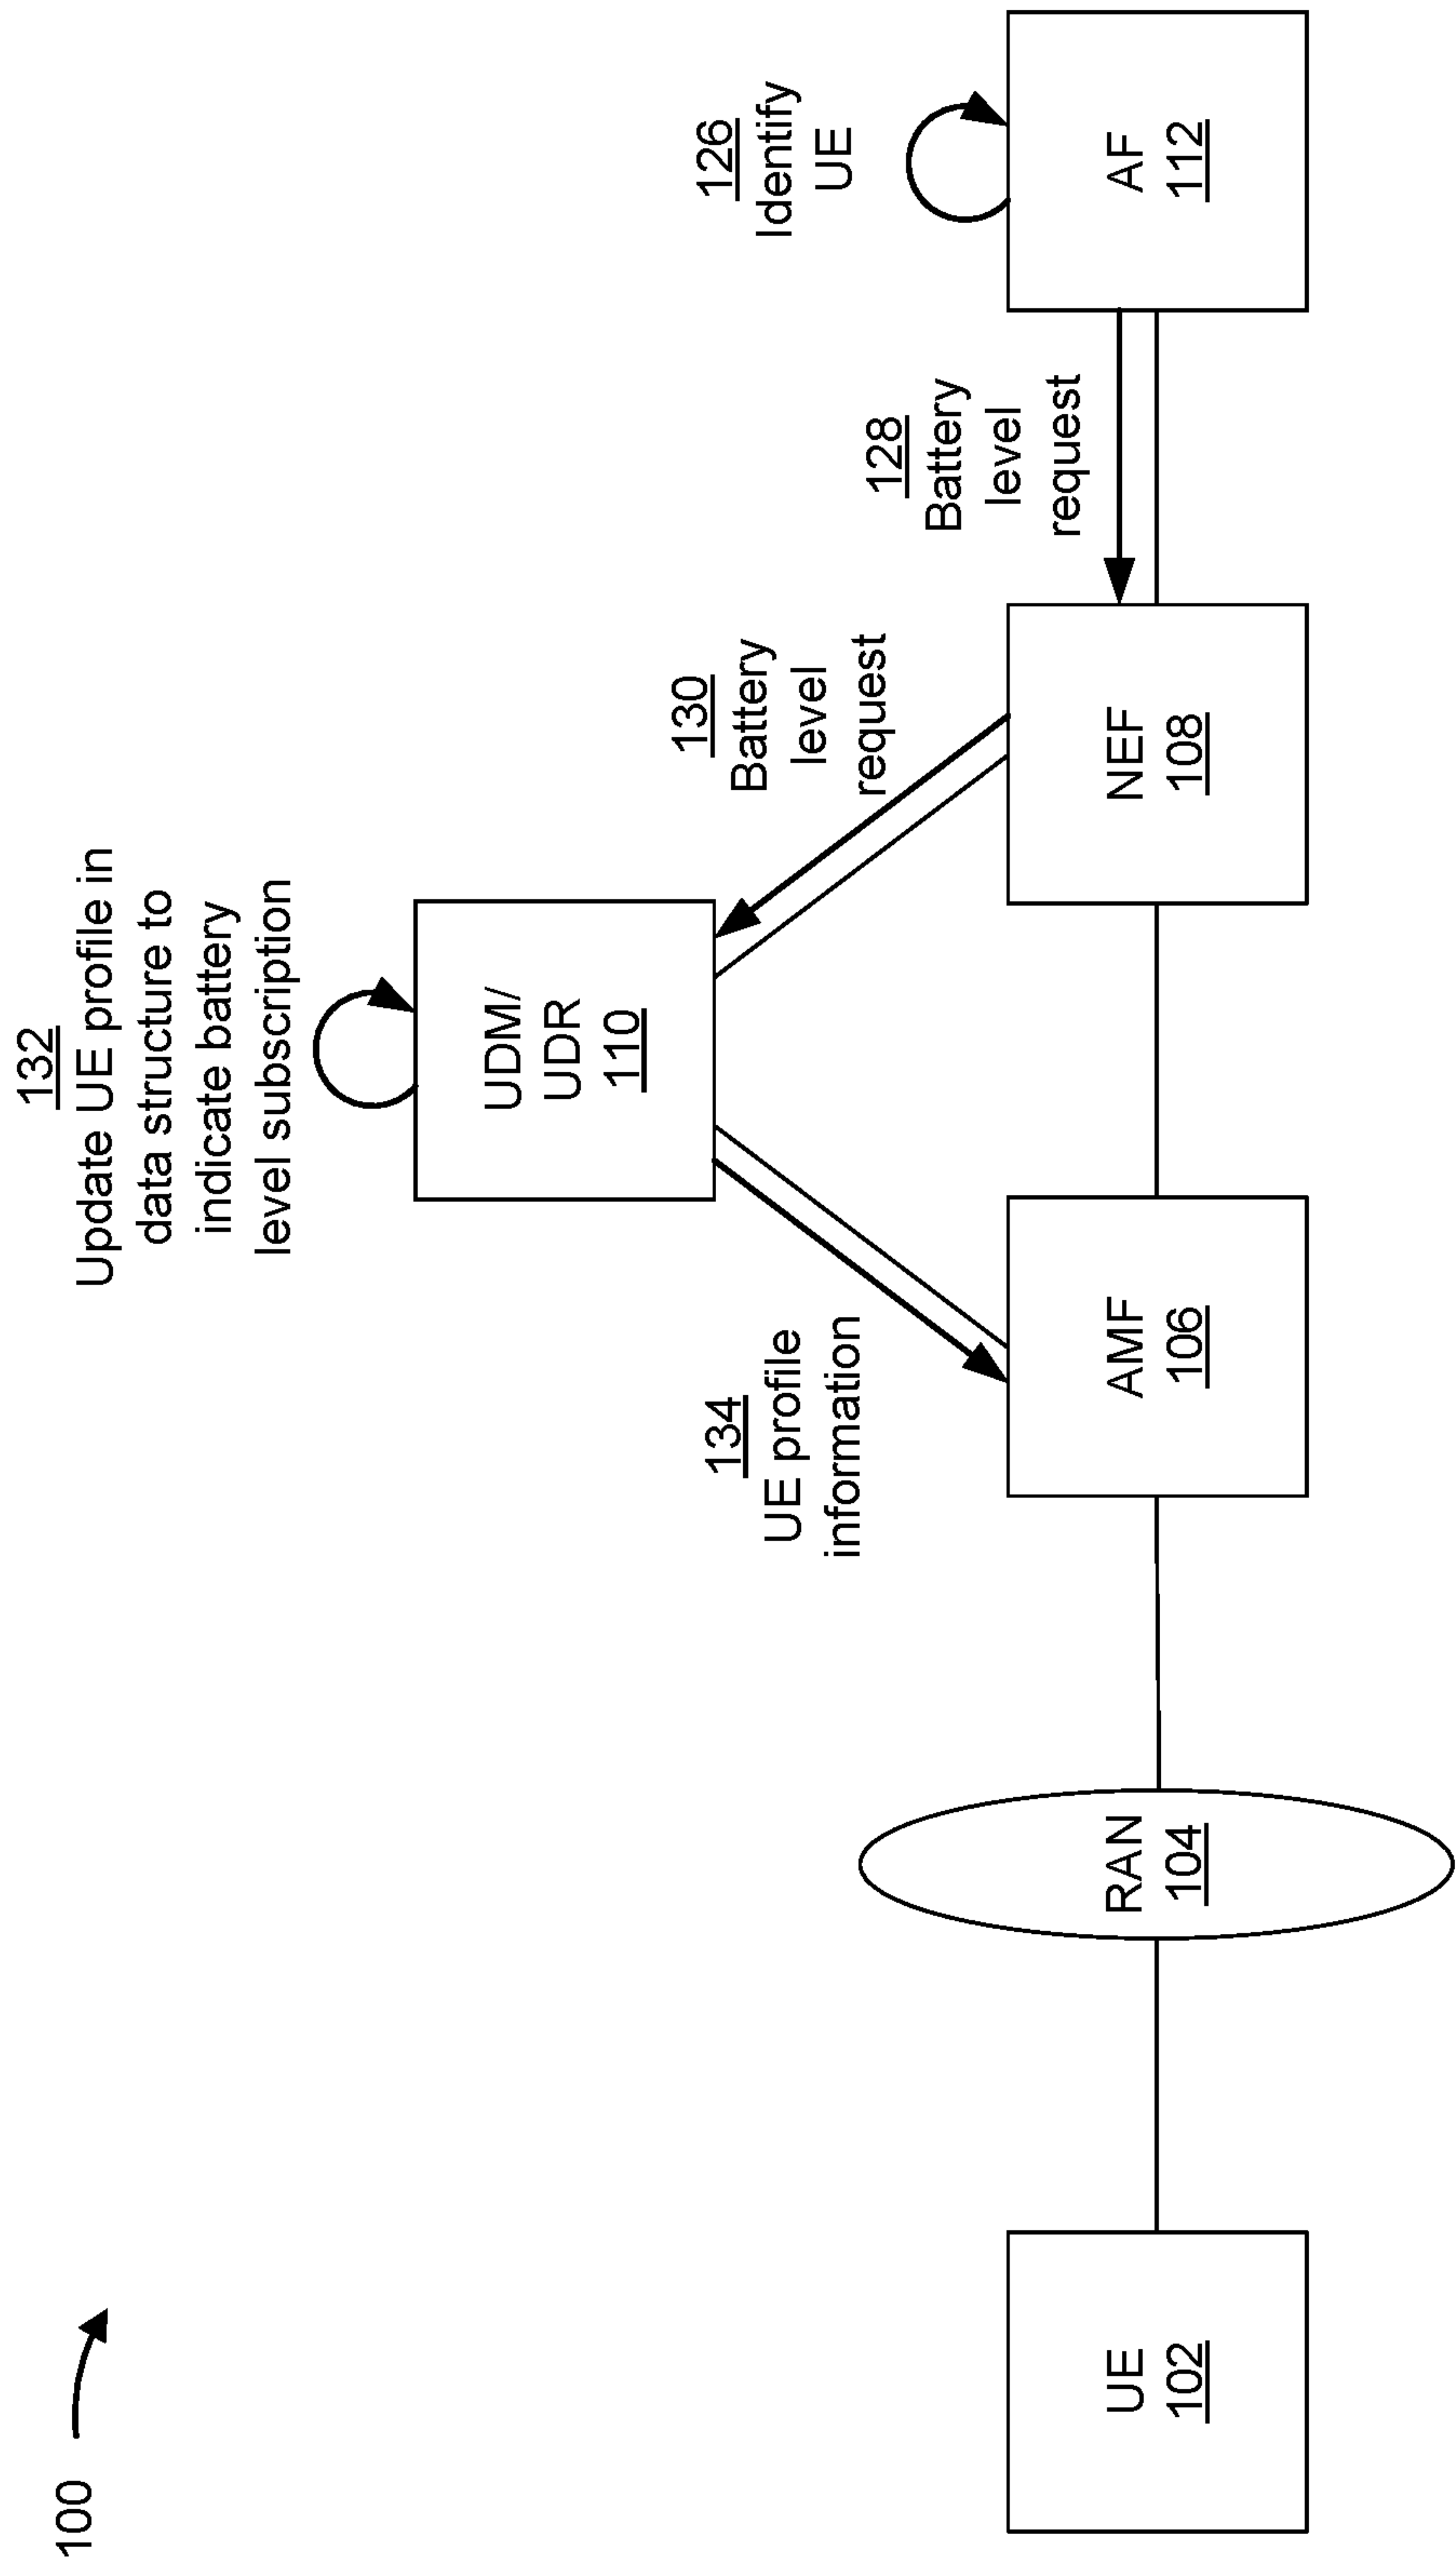 100
132
Update UE profile in
data structure to
indicate battery
level subscription
UDM/
UDR
110
134
UE profile
information
130
Battery
level
request
128
Battery
level
request
126
Identify
UE
UE
102
RAN
104
AMF
106
NEF
108
AF
112